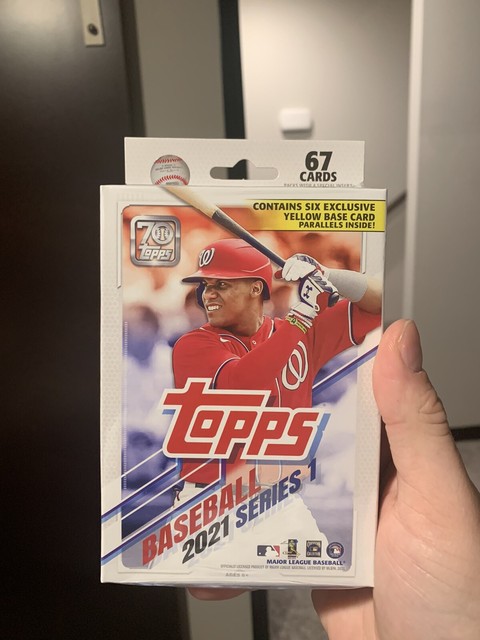 67
CARDS
CONTAINS SIX EXCLUSIVE
YELLOW BASE CARD
PARALLELS INSIDE!
70
topps
W
W
TOPPS
BASEBALL
2021 SERIES 1
MAJOR LEAGUE BASEBALL